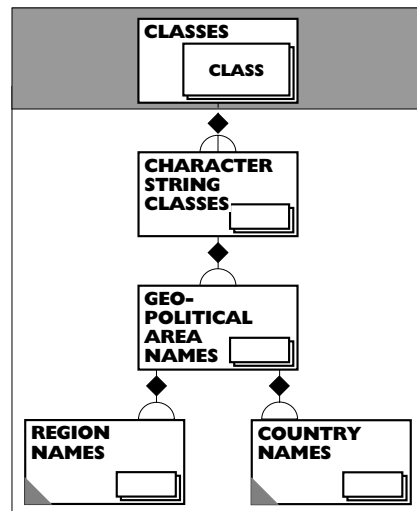 CLASSES
CLASS
CHARACTER
STRING
CLASSES
GEO-
POLITICAL
AREA
NAMES
REGION
NAMES
COUNTRY
NAMES